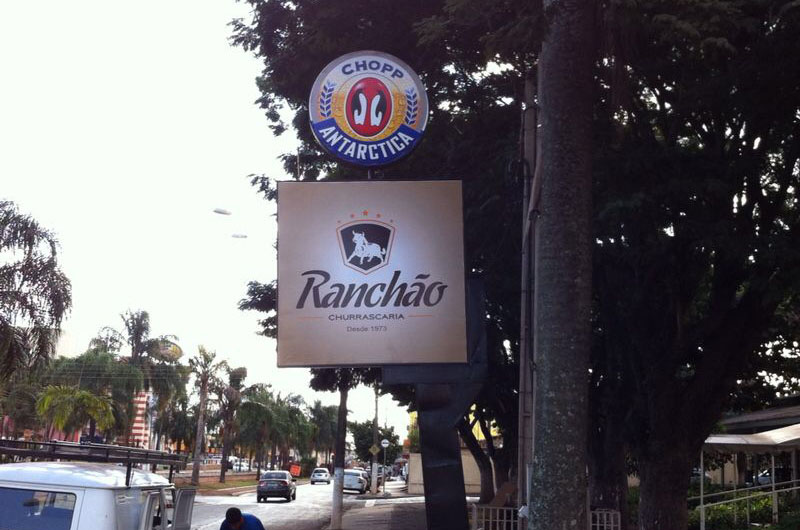 CHOPP
ANTARCTICA
Ranchão
CHURRASCARIA
Desde 1973